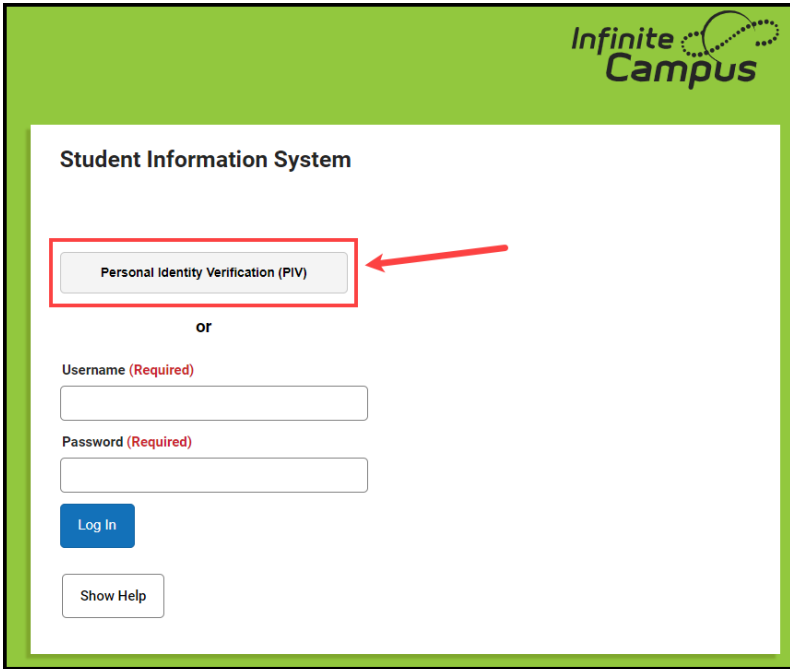 Infinite
Campus
Student Information System
Personal Identity Verification (PIV)
or
Username (Required)
Password (Required)
Log In
Show Help